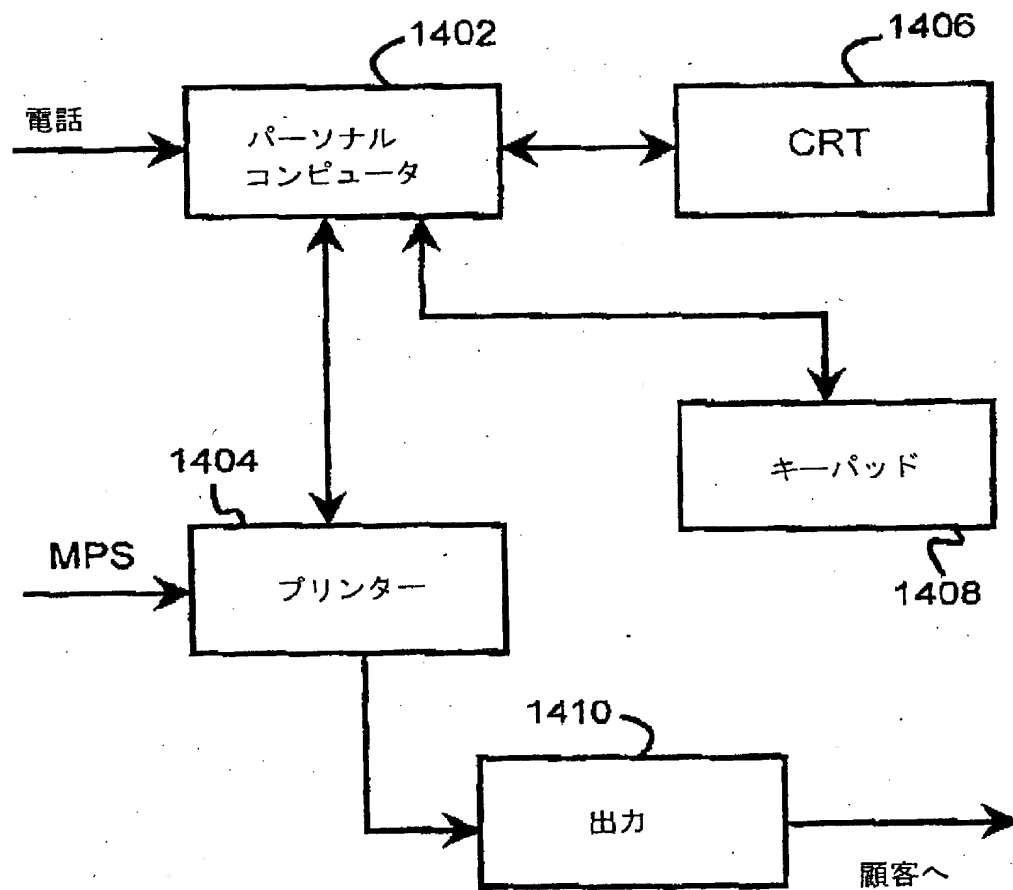 1402
1406
電話
パーソナル
コンピュータ
CRT
1404
キーパッド
MPS
プリンター
1408
1410
出力
顧客へ